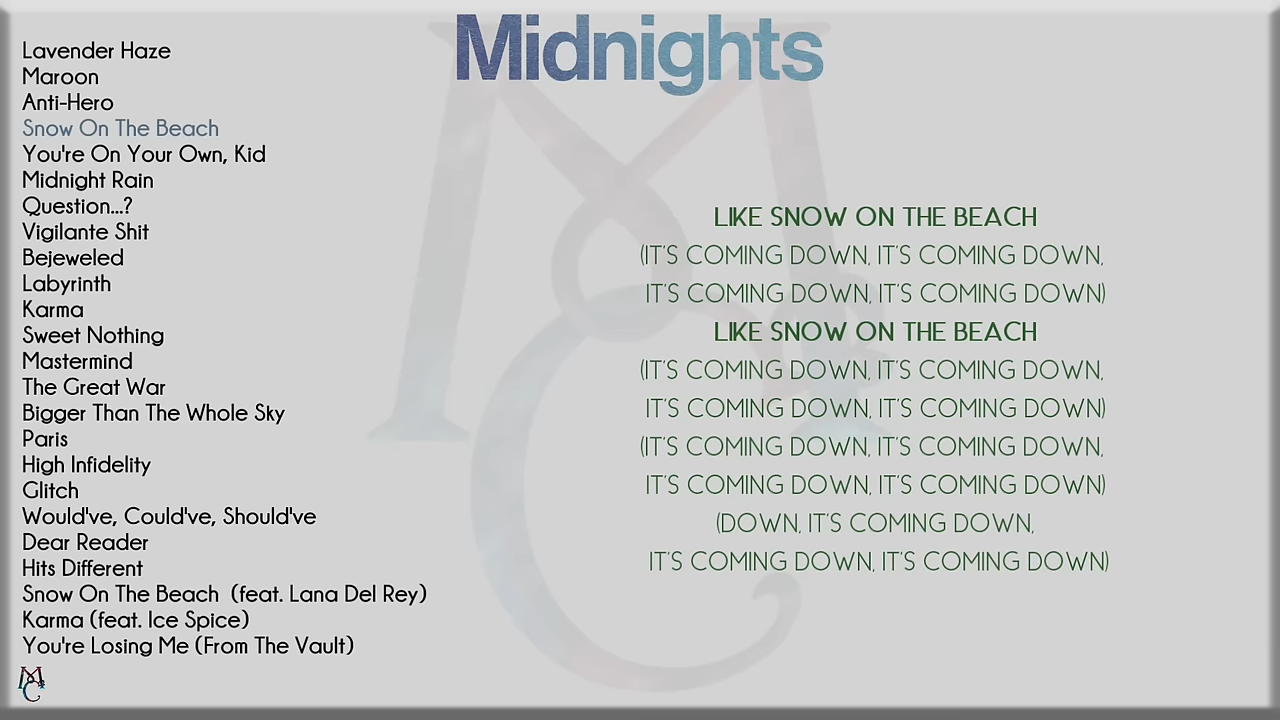 Midnights
Lavender Haze
Maroon
Anti-Hero
Snow On The Beach
You're On Your Own, Kid
Midnight Rain
Question...?
Vigilante Shit
Bejeweled
Labyrinth
Karma
Sweet Nothing
Mastermind
The Great War
Bigger Than The Whole Sky
Paris
High Infidelity
Glitch
Would've, Could've, Should've
Dear Reader
Hits Different
Snow On The Beach (feat. Lana Del Rey)
Karma (feat. Ice Spice)
You're Losing Me (From The Vault)
LIKE SNOW ON THE BEACH
(IT'S COMING DOWN, IT'S COMING DOWN,
IT'S COMING DOWN, IT'S COMING DOWN)
LIKE SNOW ON THE BEACH
(IT'S COMING DOWN, IT'S COMING DOWN,
IT'S COMING DOWN, IT'S COMING DOWN)
(IT'S COMING DOWN, IT'S COMING DOWN,
IT'S COMING DOWN, IT'S COMING DOWN)
(DOWN, IT'S COMING DOWN,
IT'S COMING DOWN, IT'S COMING DOWN)